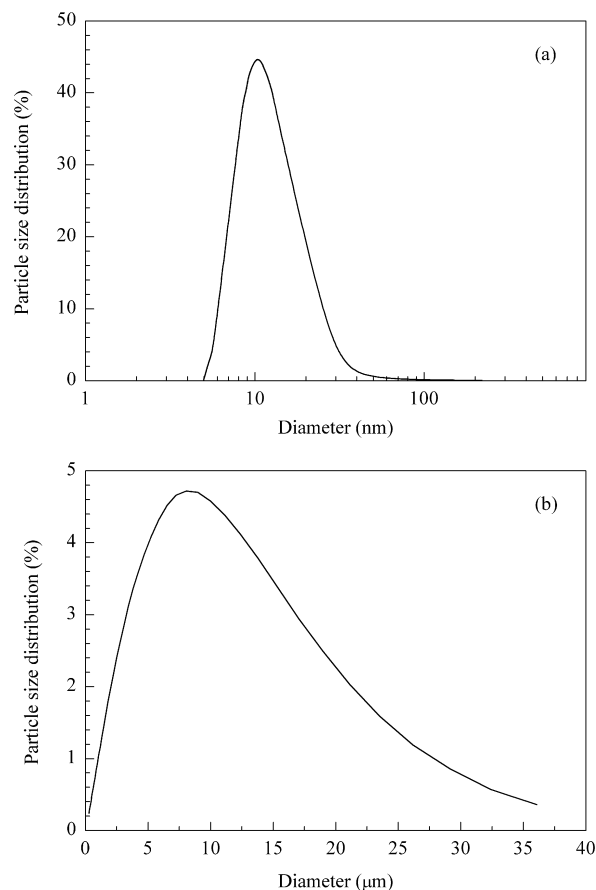 50
(a)
40
30
20
10
0
Particle size distribution (%)
1
10
100
Diameter (nm)
5
(b)
4
3
2
1
0
Particle size distribution (%)
0 5 10 15 20 25 30 35 40
Diameter (μm)